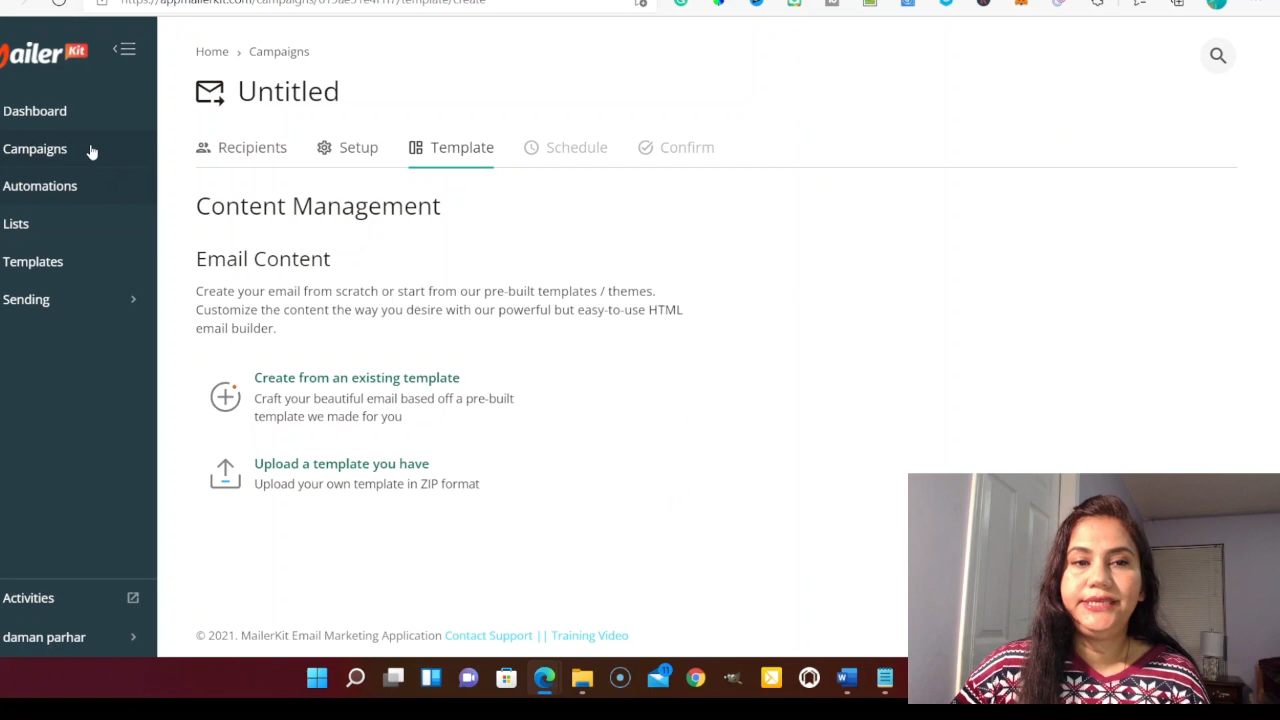 ailer Kit
Dashboard
Campaigns
Automations
Lists
Templates
Sending
Activities
daman parhar
Home › Campaigns
Untitled
Recipients Setup Template Schedule Confirm
Content Management
Email Content
Create your email from scratch or start from our pre-built templates / themes.
Customize the content the way you desire with our powerful but easy-to-use HTML
email builder.
Create from an existing template
Craft your beautiful email based off a pre-built
template we made for you
Upload a template you have
Upload your own template in ZIP format
© 2021. MailerKit Email Marketing Application Contact Support || Training Video
11